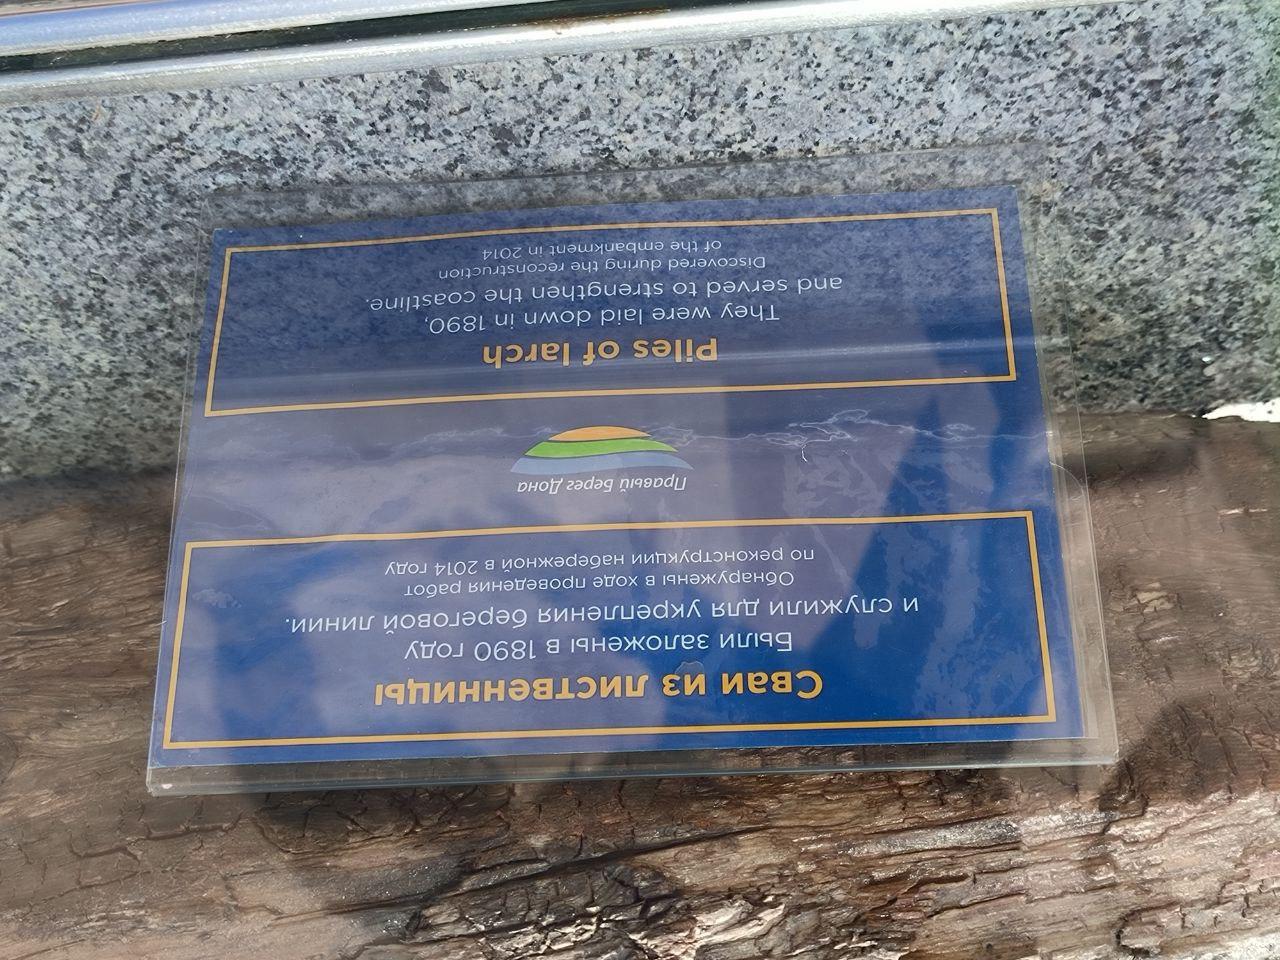 Сваи из лиственницы
Были заложены в 1890 году
и служили для укрепления береговой линии.
Обнаружены в ходе проведения работ
по реконструкции набережной в 2014 году
Правый Берег Дона
Piles of larch
They were laid down in 1890,
and served to strengthen the coastline.
Discovered during the reconstruction
of the embankment in 2014